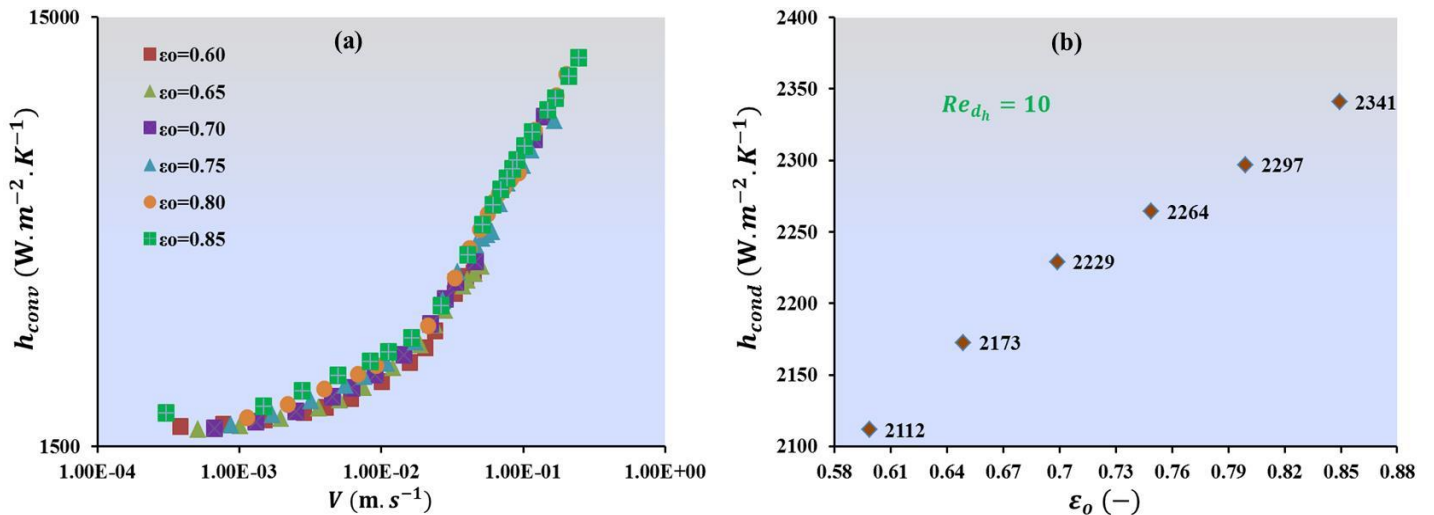 (a)
15000
1500
h_conv (W.m⁻².K⁻¹)
εo=0.60
εo=0.65
εo=0.70
εo=0.75
εo=0.80
εo=0.85
1.00E-04 1.00E-03 1.00E-02 1.00E-01 1.00E+00
V (m.s⁻¹)
(b)
2400
2350
2300
2250
2200
2150
2100
h_cond (W.m⁻².K⁻¹)
Re_d_h = 10
2341
2297
2264
2229
2173
2112
0.58 0.61 0.64 0.67 0.7 0.73 0.76 0.79 0.82 0.85 0.88
ε_o (−)